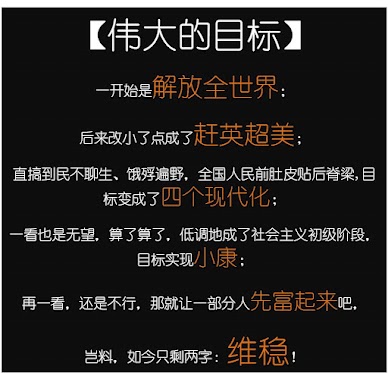 【伟大的目标】
一开始是解放全世界；
后来改小了点成了赶英超美；
直搞到民不聊生、饿殍遍野，全国人民前肚皮贴后脊梁，目
标变成了四个现代化；
一看也是无望，算了算了，低调地成了社会主义初级阶段，
目标实现小康；
再一看，还是不行，那就让一部分人先富起来吧，
岂料，如今只剩两字：维稳！